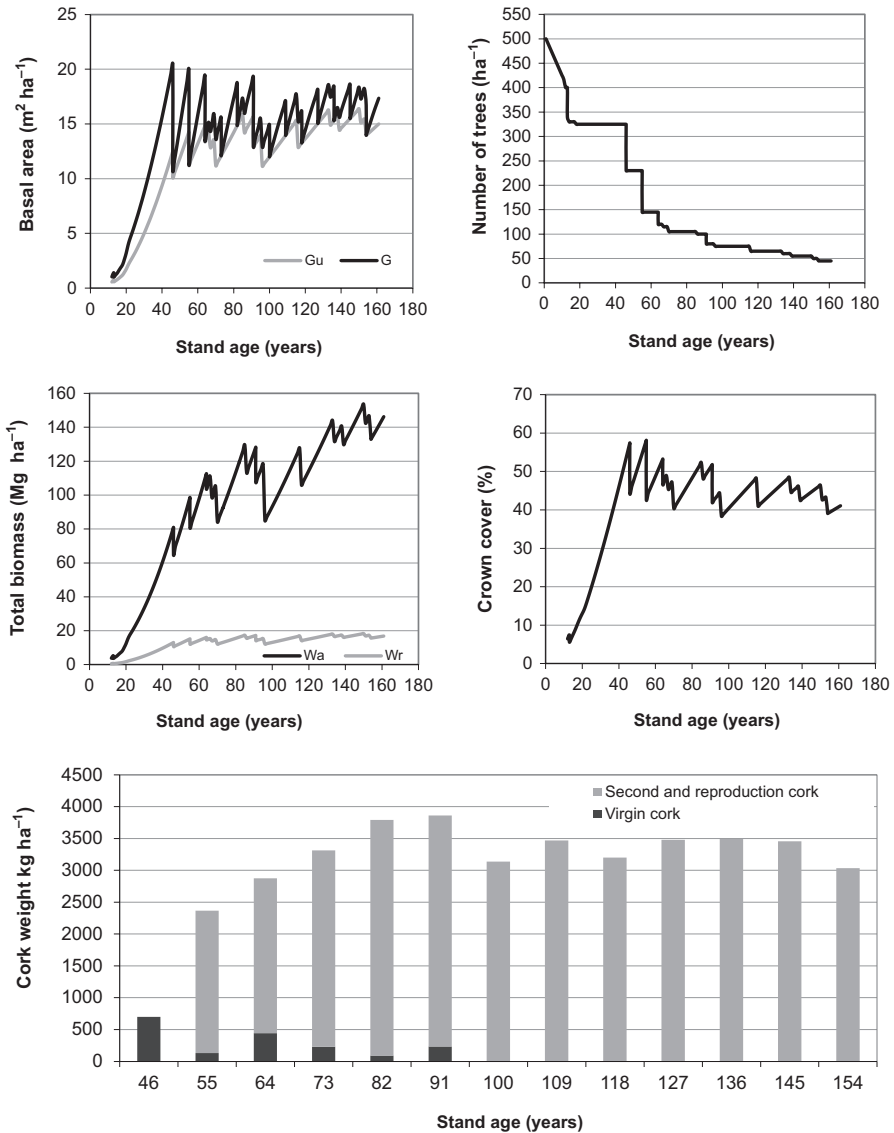 Basal area (m² ha⁻¹)
25
20
15
10
5
0
Gu G
0 20 40 60 80 100 120 140 160 180
Stand age (years)
Number of trees (ha⁻¹)
550
500
450
400
350
300
250
200
150
100
50
0
0 20 40 60 80 100 120 140 160 180
Stand age (years)
Total biomass (Mg ha⁻¹)
160
140
120
100
80
60
40
20
0
Wa Wr
0 20 40 60 80 100 120 140 160 180
Stand age (years)
Crown cover (%)
70
60
50
40
30
20
10
0
0 20 40 60 80 100 120 140 160 180
Stand age (years)
Cork weight kg ha⁻¹
4500
4000
3500
3000
2500
2000
1500
1000
500
0
Second and reproduction cork
Virgin cork
46 55 64 73 82 91 100 109 118 127 136 145 154
Stand age (years)